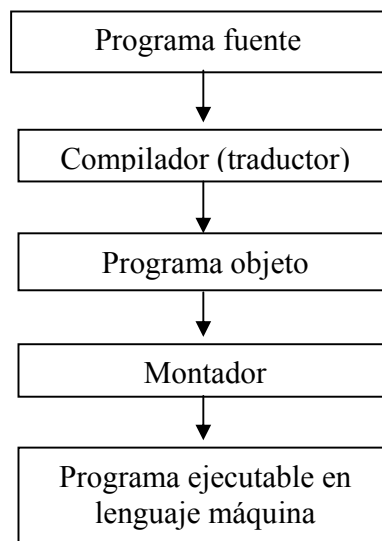 Programa fuente
Compilador (traductor)
Programa objeto
Montador
Programa ejecutable en
lenguaje máquina